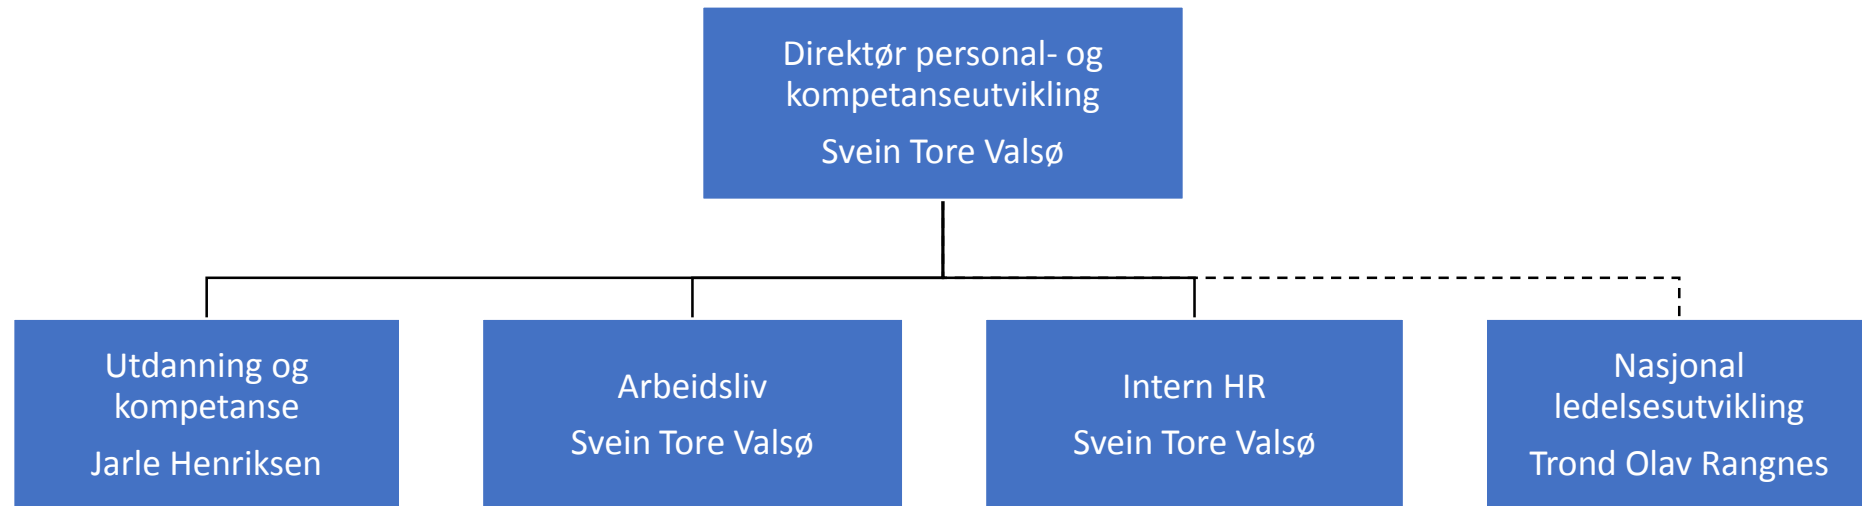 Direktør personal- og
kompetanseutvikling
Svein Tore Valsø
Utdanning og
kompetanse
Jarle Henriksen
Arbeidsliv
Svein Tore Valsø
Intern HR
Svein Tore Valsø
Nasjonal
ledelsesutvikling
Trond Olav Rangnes